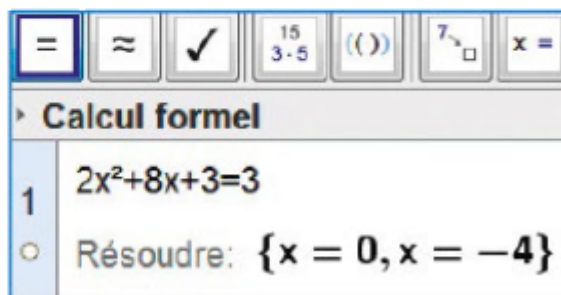 = ≈ ✓ 15 3·5 (()) 7 x =
Calcul formel
1 2x²+8x+3=3
Résoudre: {x = 0, x = −4}